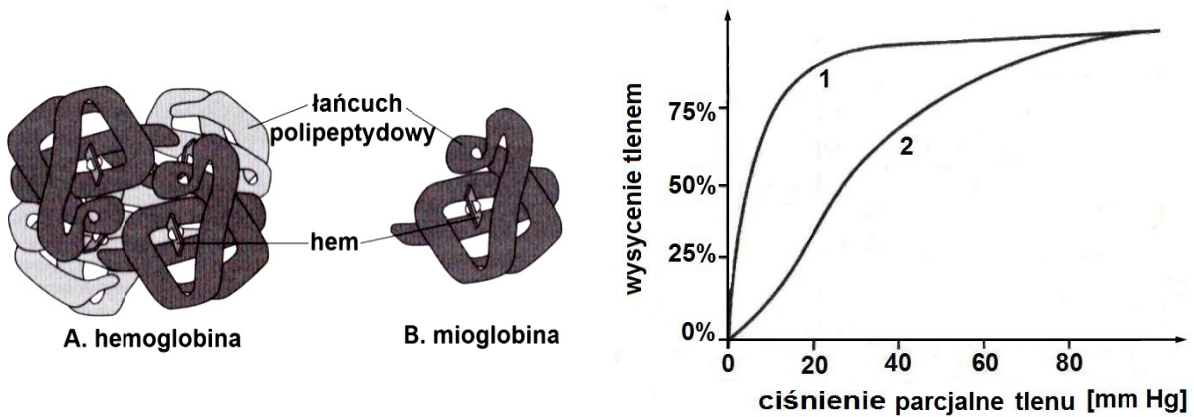 łańcuch
polipeptydowy
hem
A. hemoglobina
B. mioglobina
wysycenie tlenem
75%
50%
25%
0%
1
2
0
20
40
60
80
ciśnienie parcjalne tlenu [mm Hg]